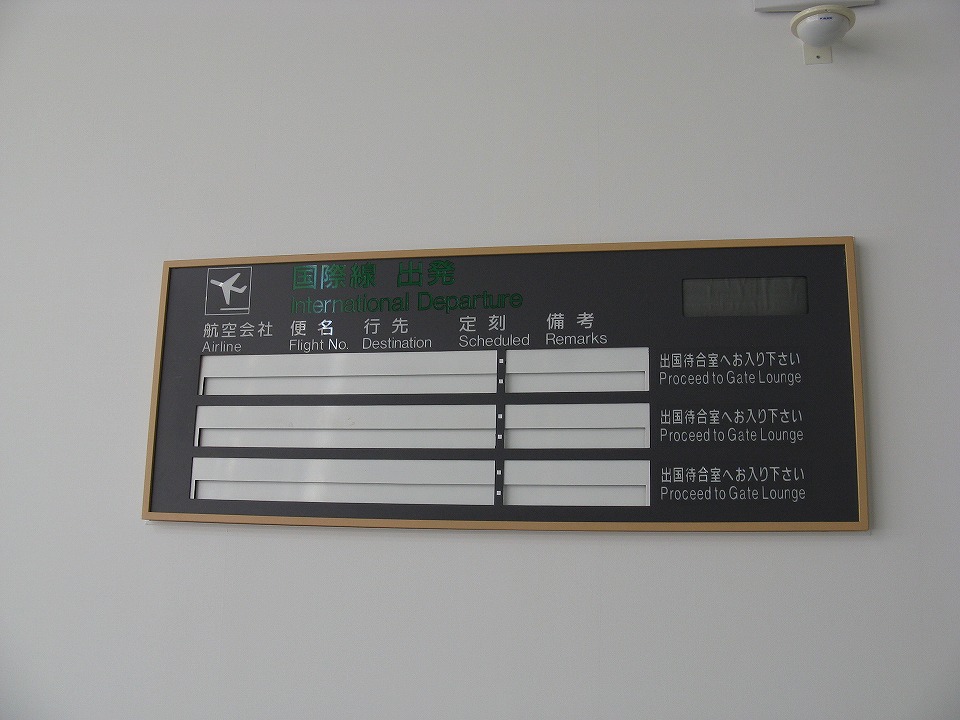 国際線 出発
International Departure
航空会社 便名 行先 定刻 備考
Airline Flight No. Destination Scheduled Remarks
出国待合室へお入り下さい
Proceed to Gate Lounge
出国待合室へお入り下さい
Proceed to Gate Lounge
出国待合室へお入り下さい
Proceed to Gate Lounge